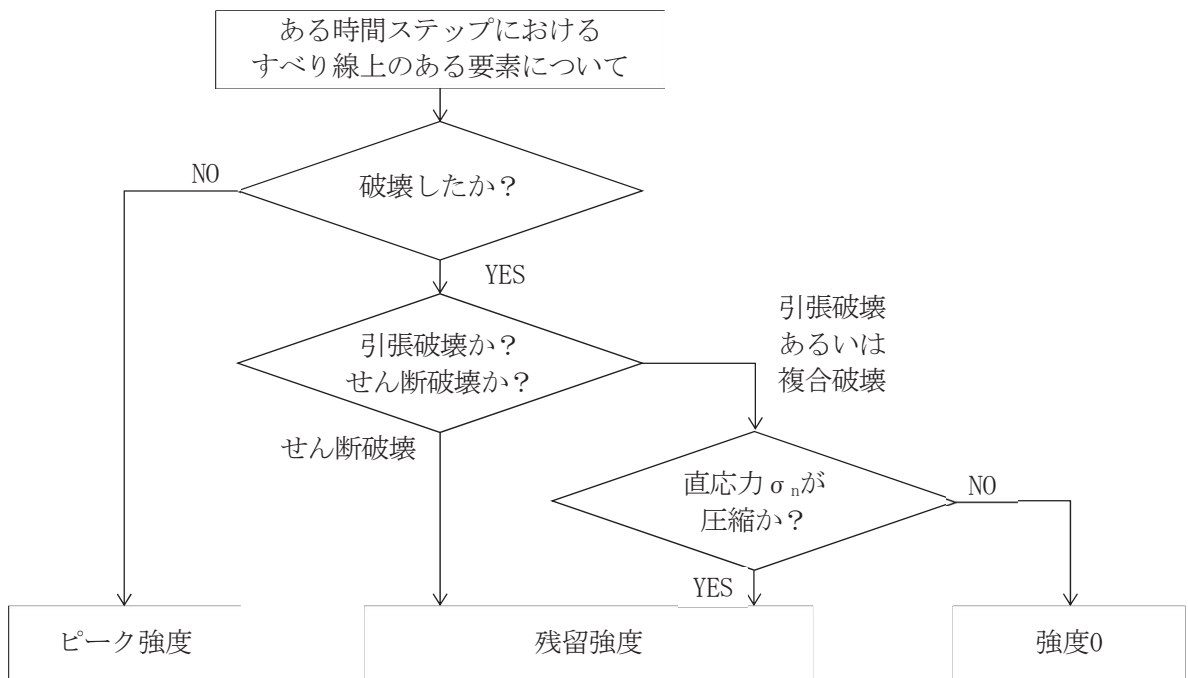 ある時間ステップにおける
すべり線上のある要素について
破壊したか？
NO
YES
引張破壊か？
せん断破壊か？
引張破壊
あるいは
複合破壊
せん断破壊
直応力σnが
圧縮か？
NO
YES
ピーク強度
残留強度
強度0